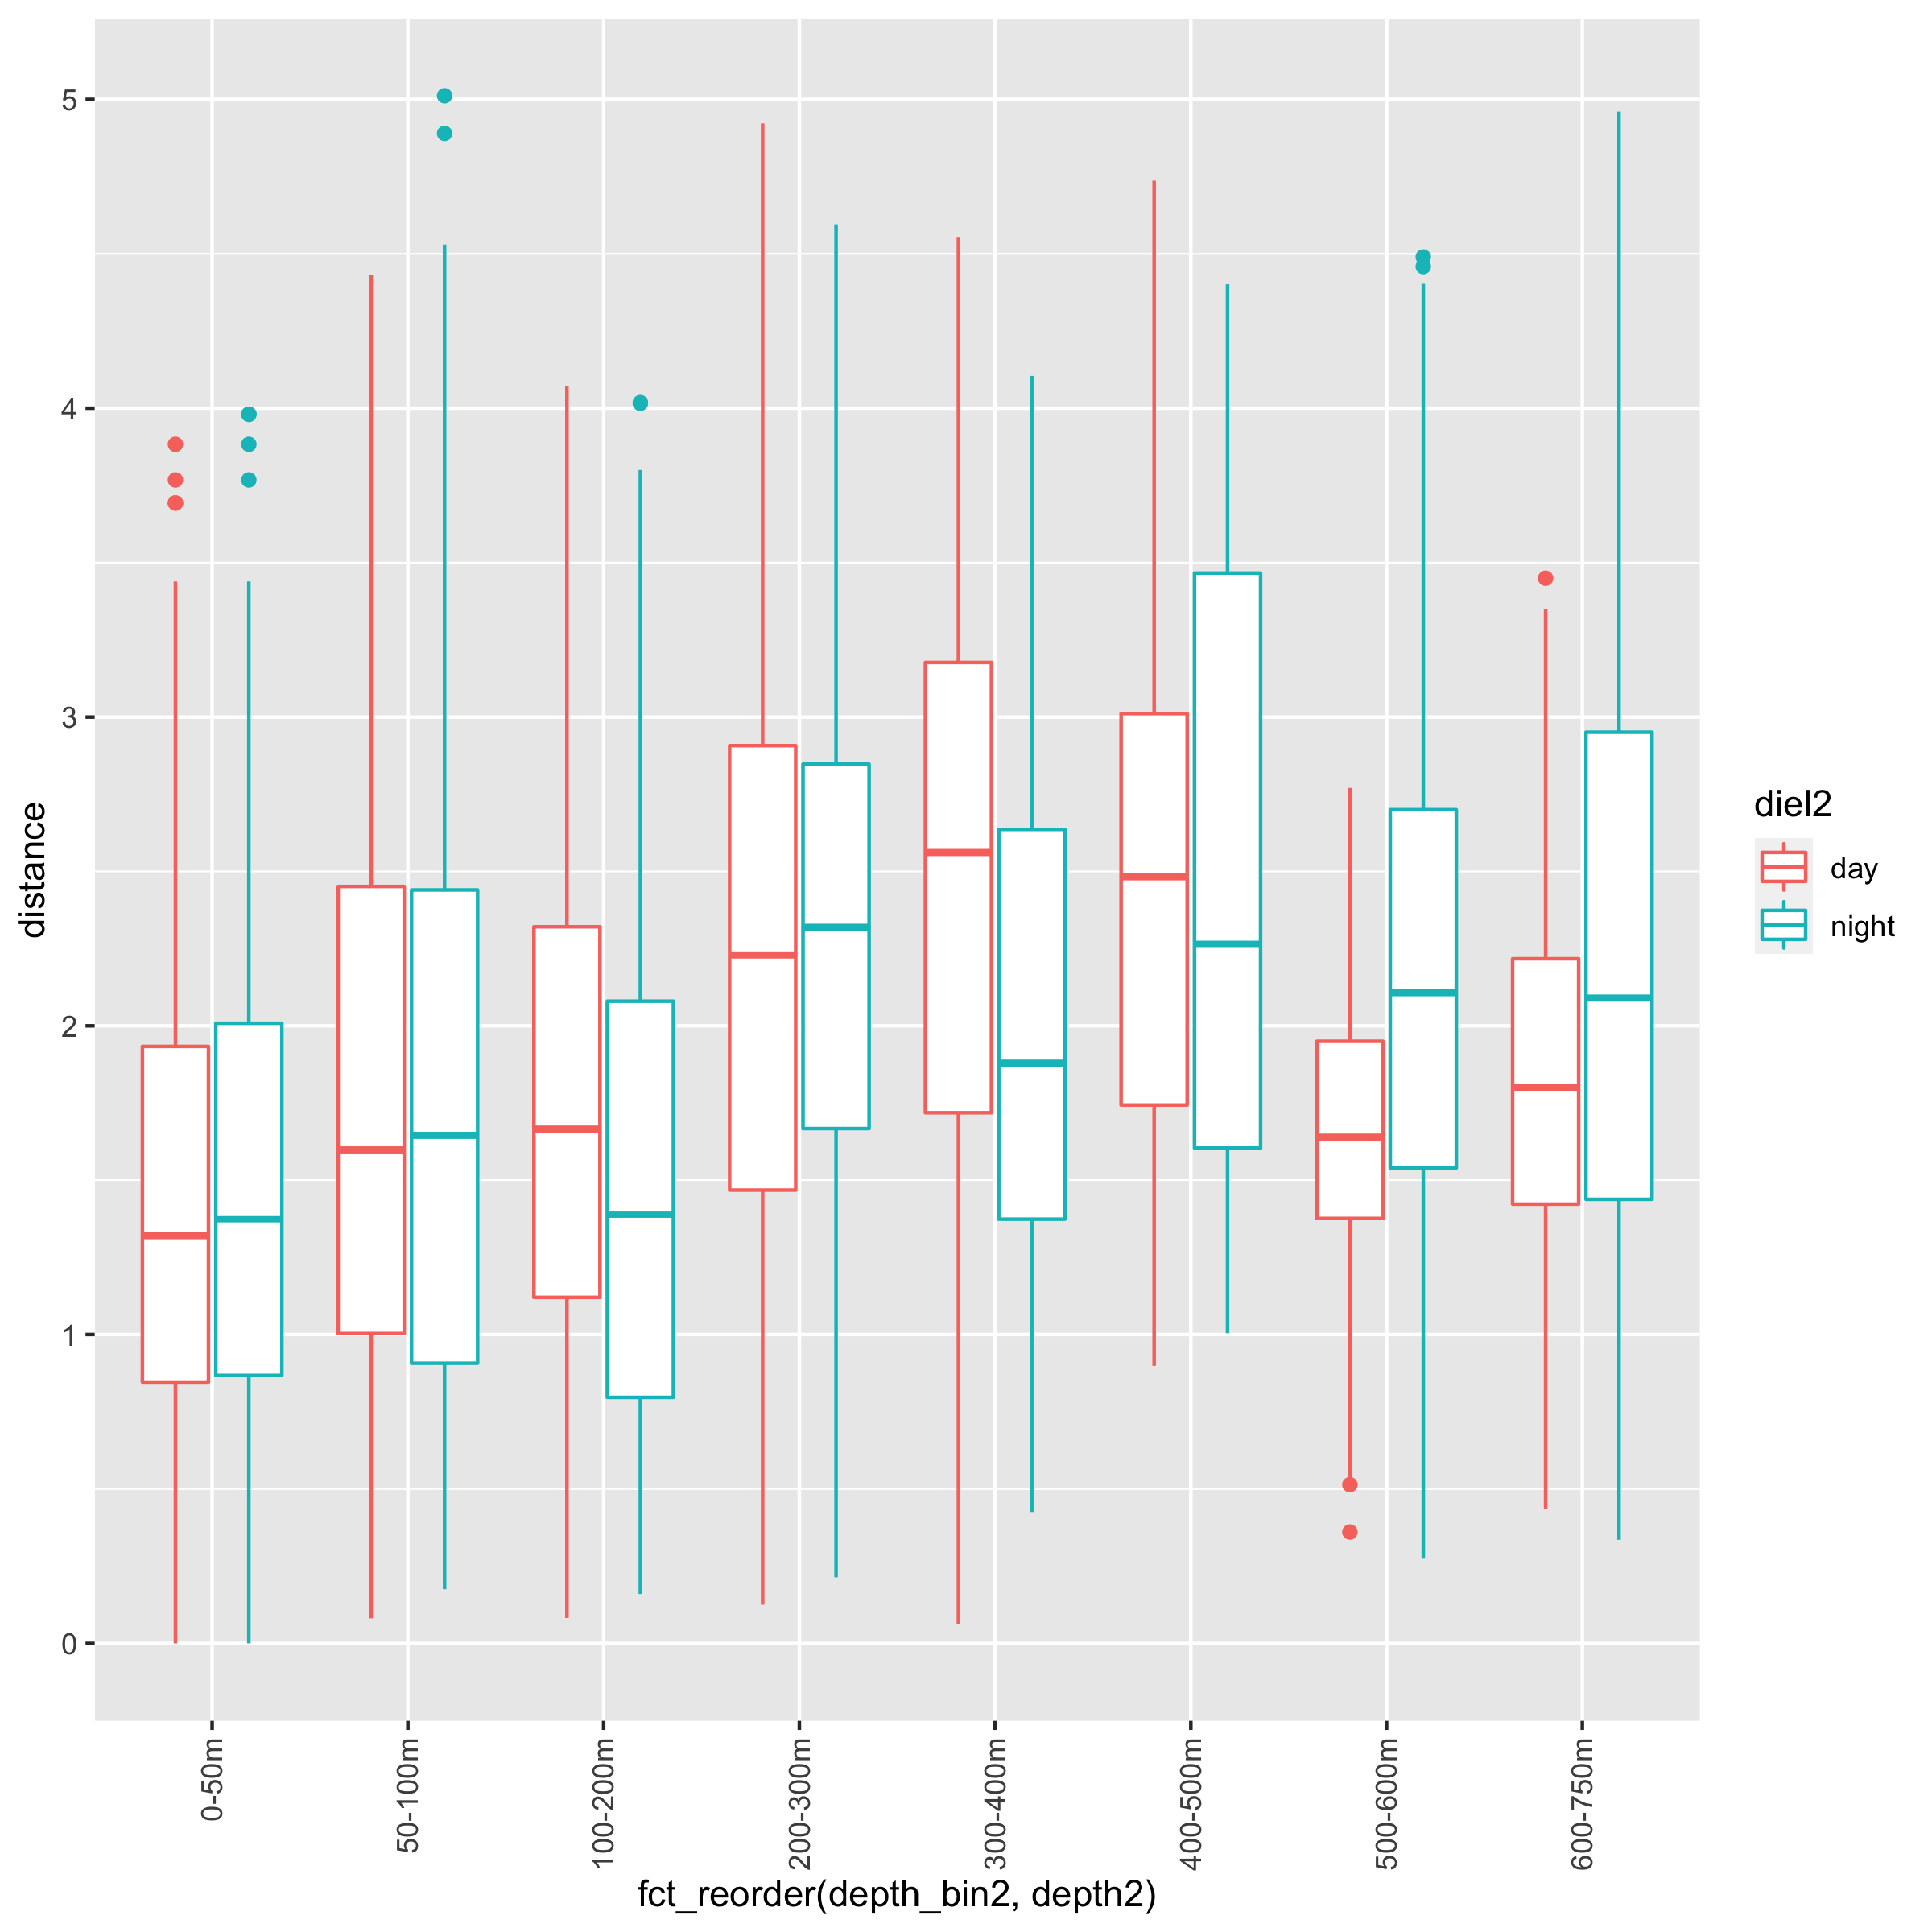 distance
5
4
3
2
1
0
0-50m
50-100m
100-200m
200-300m
300-400m
400-500m
500-600m
600-750m
fct_reorder(depth_bin2, depth2)
diel2
day
night